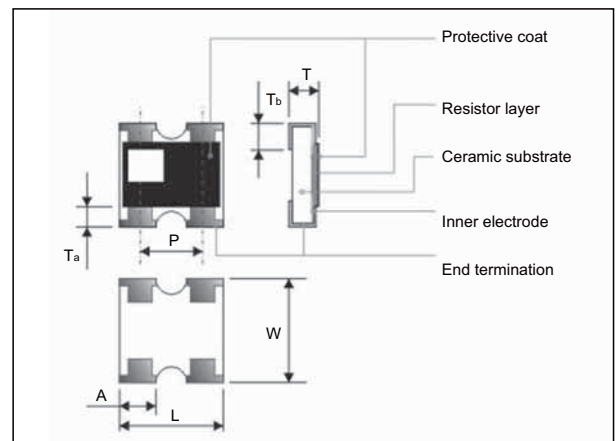 Protective coat
T
Tb
Resistor layer
Ceramic substrate
Inner electrode
P
Ta
End termination
W
A
L